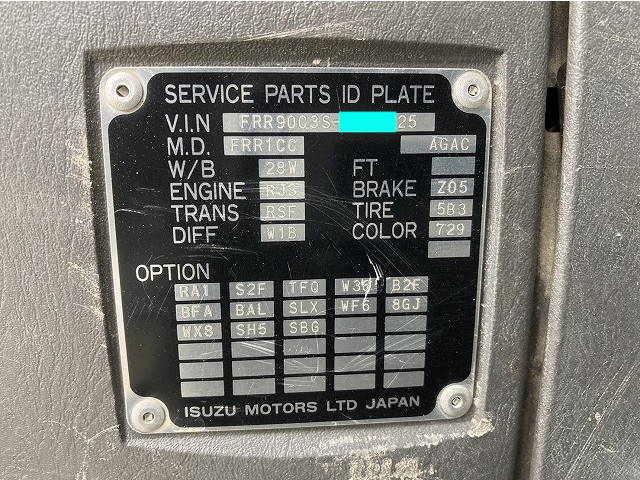 SERVICE PARTS ID PLATE
V.I.N FRR90C3S- 25
M.D. FRR1CC AGAC
W/B 28W FT
ENGINE RJS BRAKE Z05
TRANS RSF TIRE 5B3
DIFF W1B COLOR 729
OPTION
RA1 S2F TFQ W36 B2F
BFA BAL SLX WF6 8GJ
WX8 SH5 SBG
ISUZU MOTORS LTD JAPAN